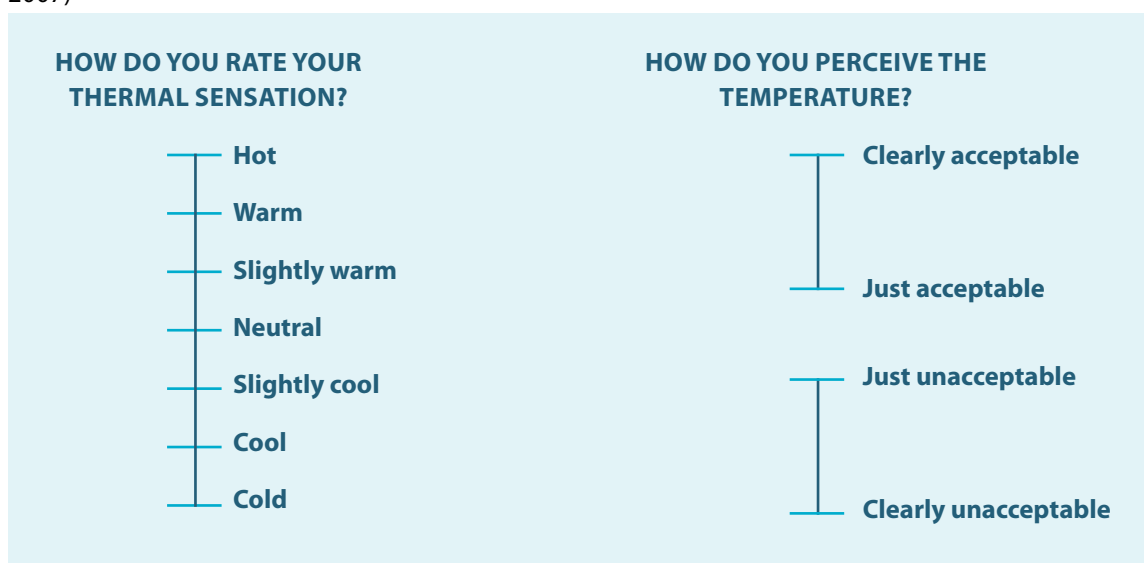 HOW DO YOU RATE YOUR
THERMAL SENSATION?
Hot
Warm
Slightly warm
Neutral
Slightly cool
Cool
Cold
HOW DO YOU PERCEIVE THE
TEMPERATURE?
Clearly acceptable
Just acceptable
Just unacceptable
Clearly unacceptable